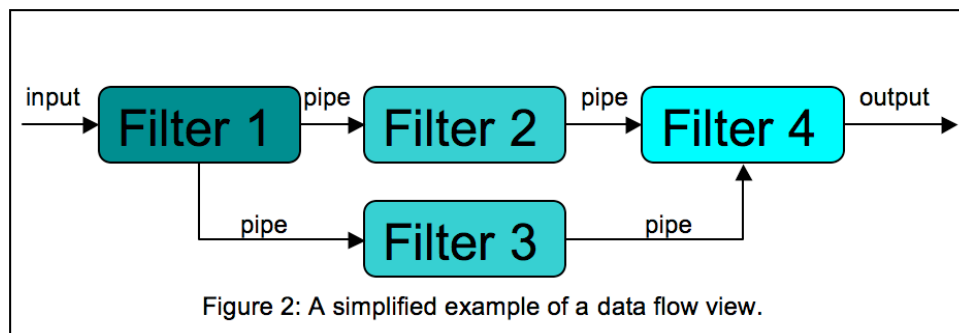 input
Filter 1
pipe
Filter 2
pipe
Filter 4
output
pipe
Filter 3
pipe
Figure 2: A simplified example of a data flow view.